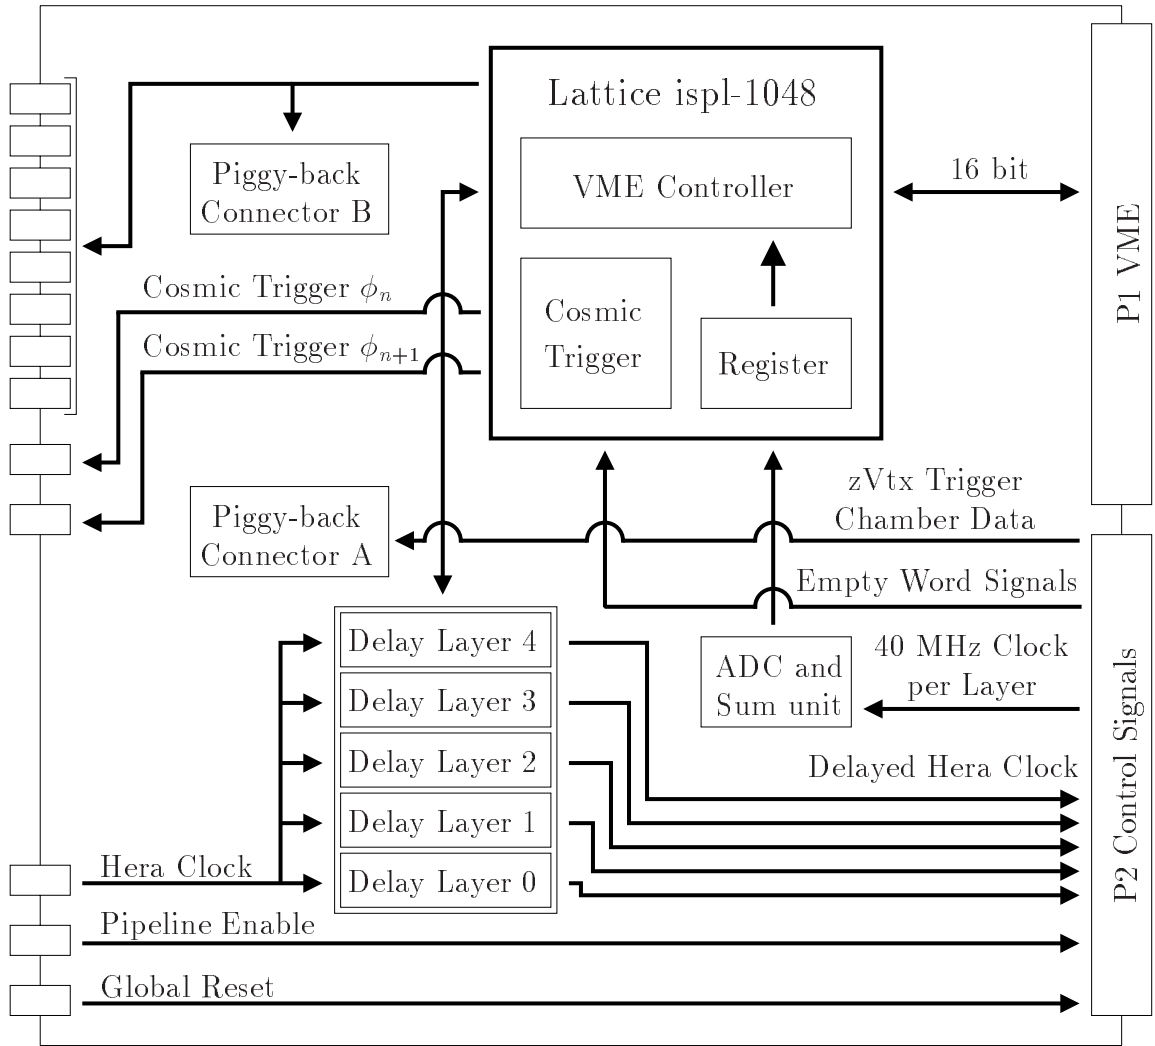 Lattice ispl-1048
VME Controller
16 bit
P1 VME
Piggy-back
Connector B
Cosmic Trigger ϕn
Cosmic Trigger ϕn+1
Cosmic
Trigger
Register
zVtx Trigger
Chamber Data
Piggy-back
Connector A
Empty Word Signals
Delay Layer 4
Delay Layer 3
Delay Layer 2
Delay Layer 1
Delay Layer 0
ADC and
Sum unit
40 MHz Clock
per Layer
Delayed Hera Clock
P2 Control Signals
Hera Clock
Pipeline Enable
Global Reset